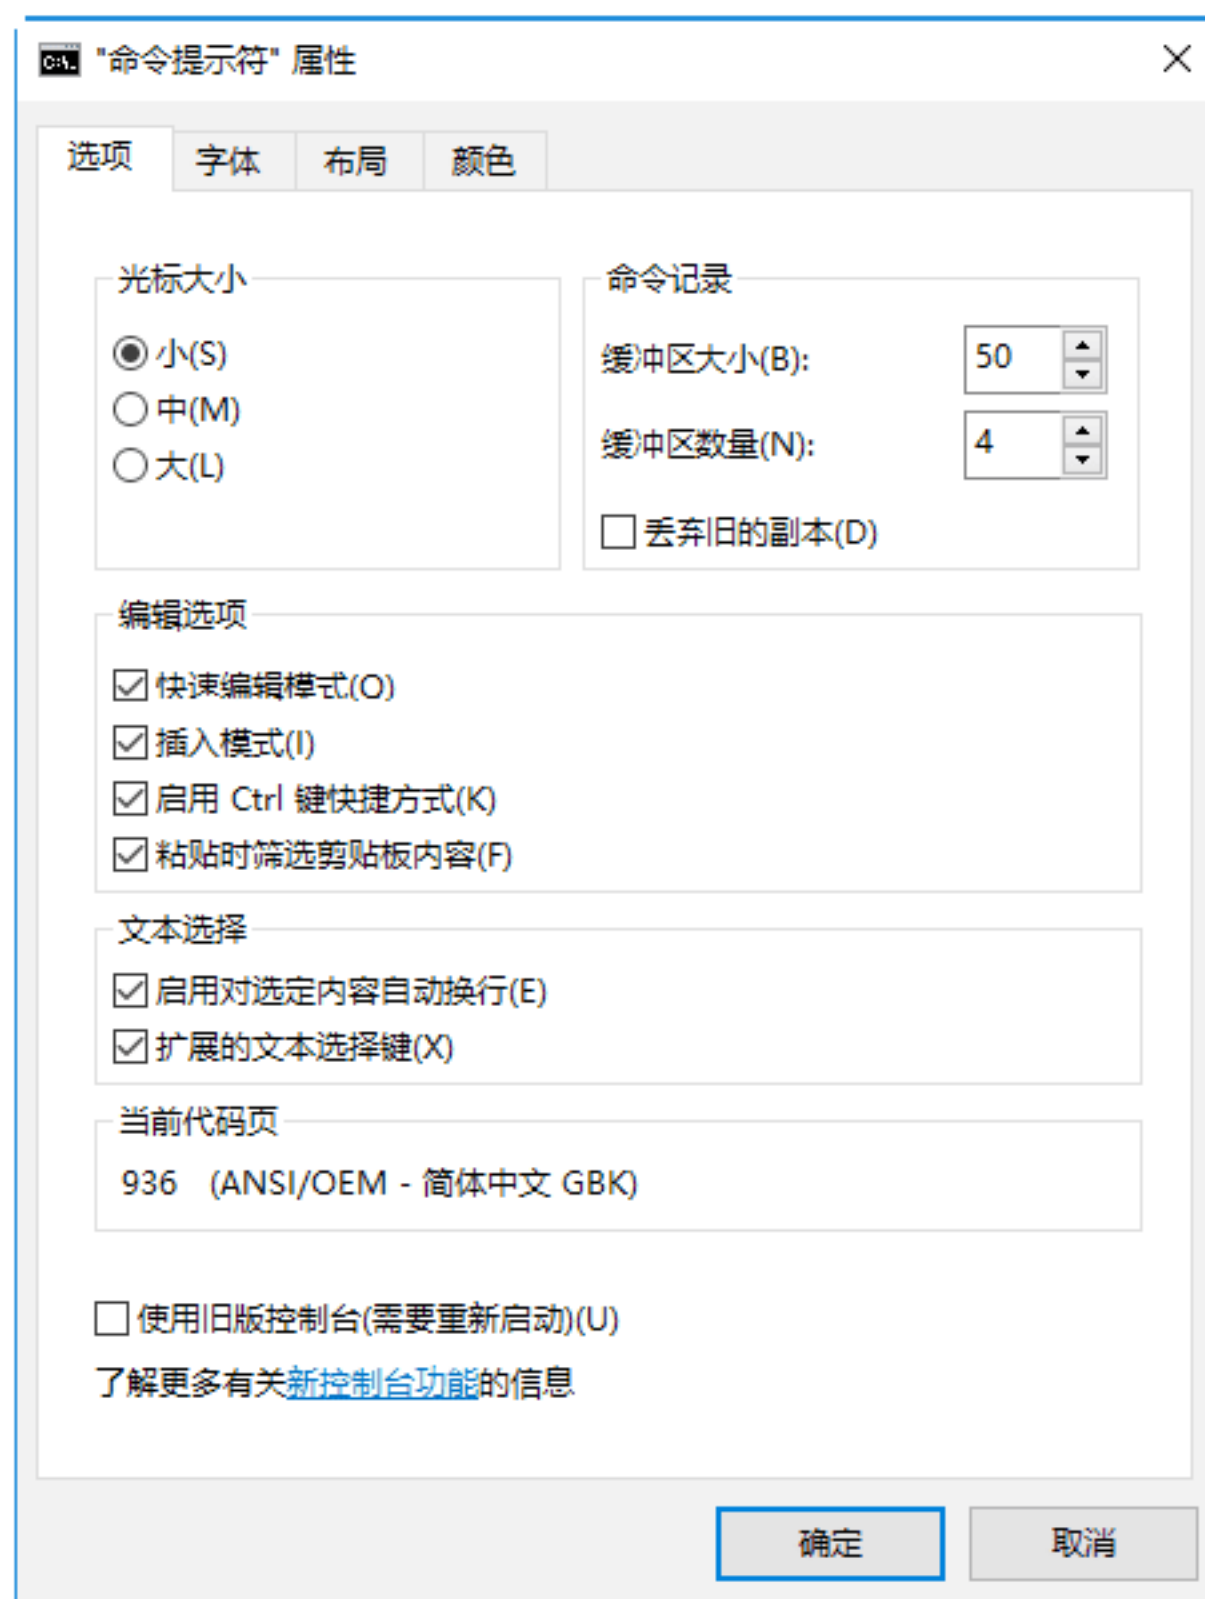 "命令提示符" 属性
选项 字体 布局 颜色
光标大小
小(S)
中(M)
大(L)
命令记录
缓冲区大小(B): 50
缓冲区数量(N): 4
丢弃旧的副本(D)
编辑选项
快速编辑模式(O)
插入模式(I)
启用 Ctrl 键快捷方式(K)
粘贴时筛选剪贴板内容(F)
文本选择
启用对选定内容自动换行(E)
扩展的文本选择键(X)
当前代码页
936 (ANSI/OEM - 简体中文 GBK)
使用旧版控制台(需要重新启动)(U)
了解更多有关新控制台功能的信息
确定 取消